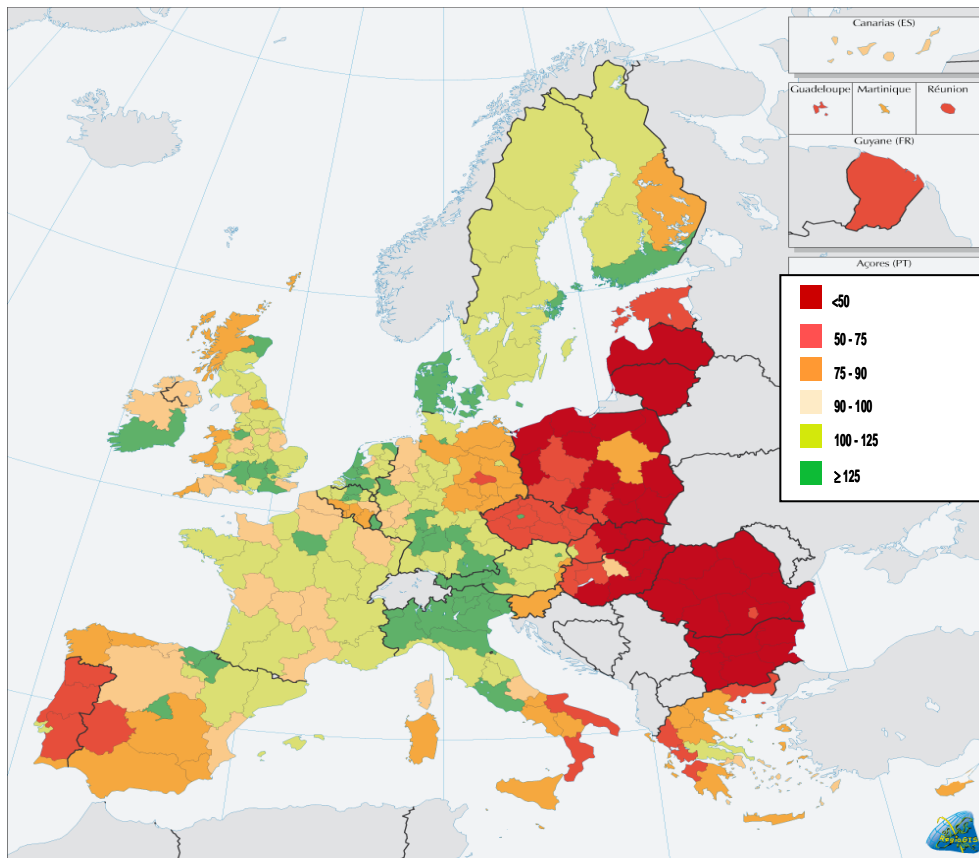 Canarias (ES)
Guadeloupe
Martinique
Réunion
Guyane (FR)
Açores (PT)
<50
50 - 75
75 - 90
90 - 100
100 - 125
≥ 125
RegioGIS